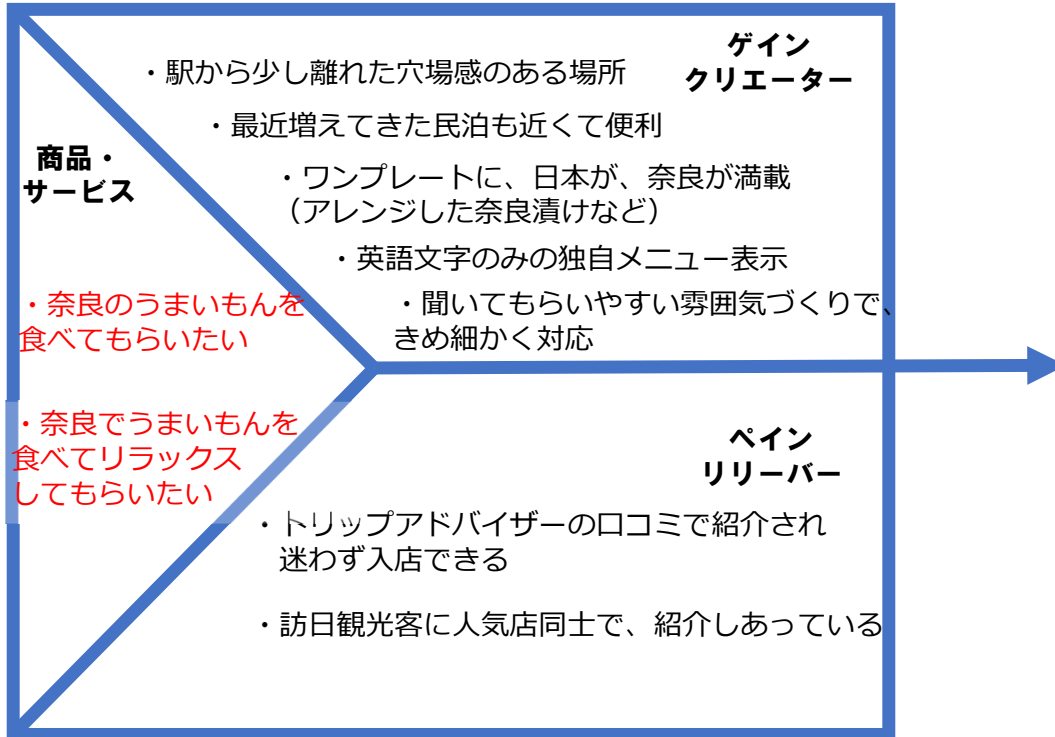 ゲイン
クリエーター
・駅から少し離れた穴場感のある場所
・最近増えてきた民泊も近くて便利
・ワンプレートに、日本が、奈良が満載
（アレンジした奈良漬けなど）
・英語文字のみの独自メニュー表示
・聞いてもらいやすい雰囲気づくりで、
きめ細かく対応
商品・
サービス
・奈良のうまいもんを
食べてもらいたい
・奈良でうまいもんを
食べてリラックス
してもらいたい
ペイン
リリーバー
・トリップアドバイザーの口コミで紹介され
迷わず入店できる
・訪日観光客に人気店同士で、紹介しあっている